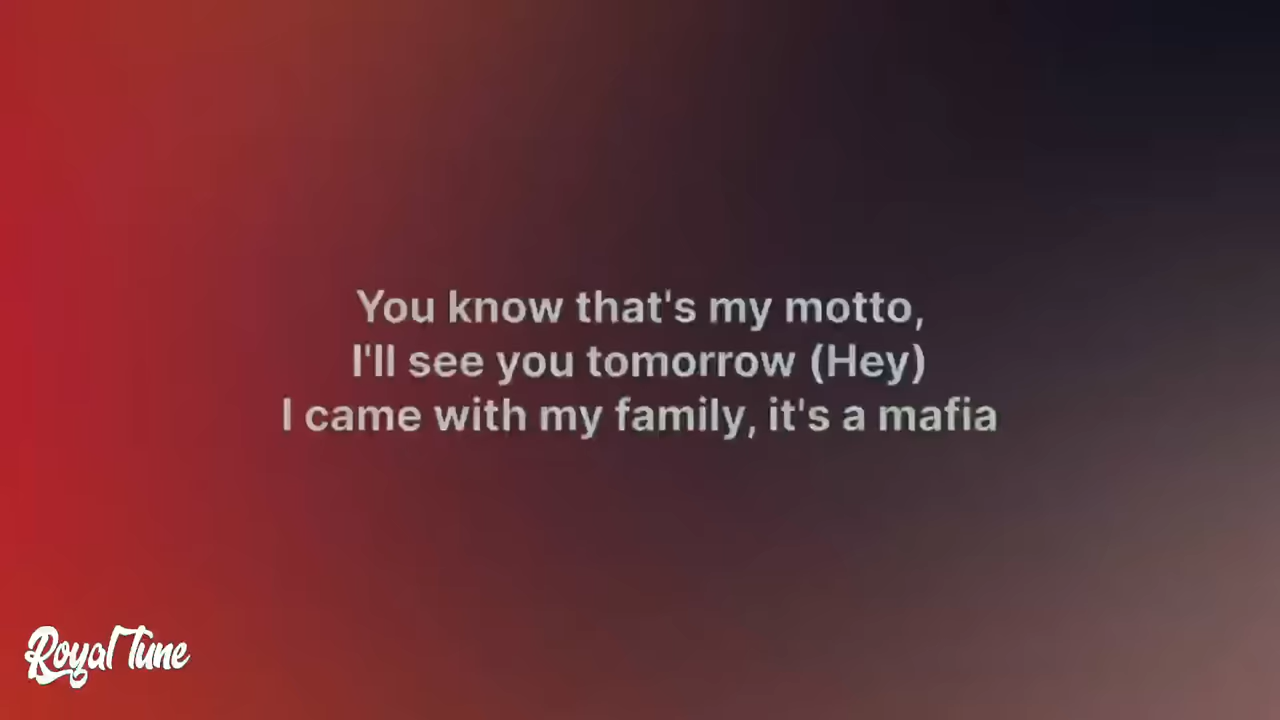 You know that's my motto,
I'll see you tomorrow (Hey)
I came with my family, it's a mafia
Royal Tune